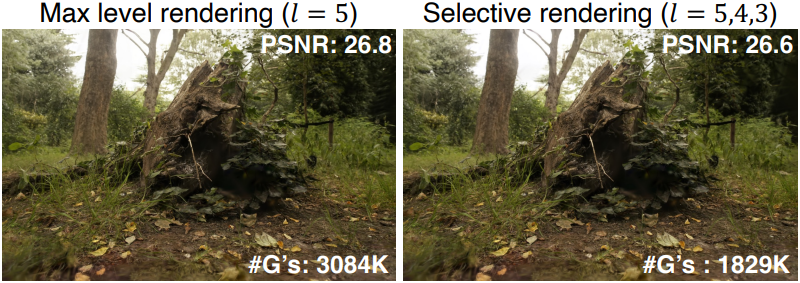 Max level rendering (l = 5)
Selective rendering (l = 5,4,3)
PSNR: 26.8
PSNR: 26.6
#G's: 3084K
#G's : 1829K